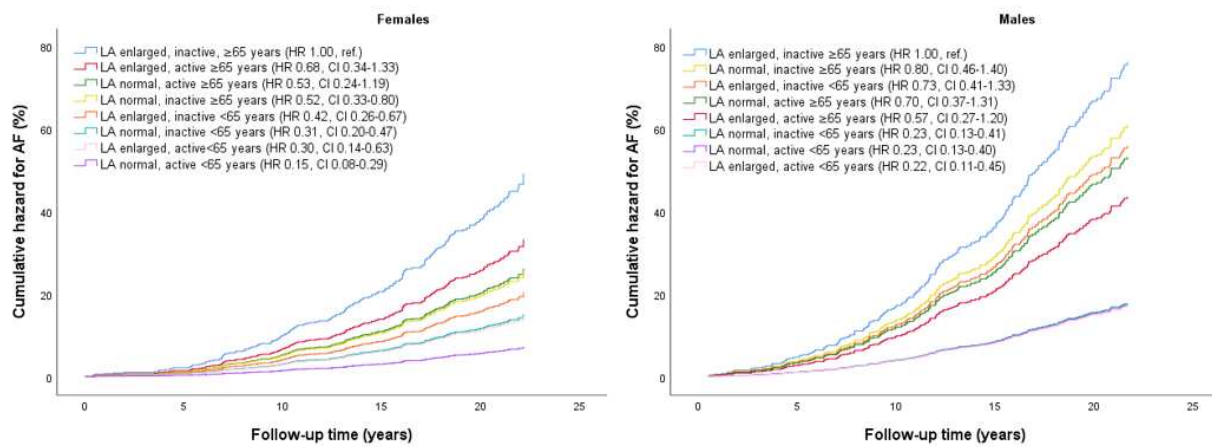 Females
80
60
40
20
0
Cumulative hazard for AF (%)
LA enlarged, inactive, ≥65 years (HR 1.00, ref.)
LA enlarged, active ≥65 years (HR 0.68, CI 0.34-1.33)
LA normal, active ≥65 years (HR 0.53, CI 0.24-1.19)
LA normal, inactive ≥65 years (HR 0.52, CI 0.33-0.80)
LA enlarged, inactive <65 years (HR 0.42, CI 0.26-0.67)
LA normal, inactive <65 years (HR 0.31, CI 0.20-0.47)
LA enlarged, active<65 years (HR 0.30, CI 0.14-0.63)
LA normal, active <65 years (HR 0.15, CI 0.08-0.29)
0 5 10 15 20 25
Follow-up time (years)
Males
80
60
40
20
0
Cumulative hazard for AF (%)
LA enlarged, inactive ≥65 years (HR 1.00, ref.)
LA normal, inactive ≥65 years (HR 0.80, CI 0.46-1.40)
LA enlarged, inactive <65 years (HR 0.73, CI 0.41-1.33)
LA normal, active ≥65 years (HR 0.70, CI 0.37-1.31)
LA enlarged, active ≥65 years (HR 0.57, CI 0.27-1.20)
LA normal, inactive <65 years (HR 0.23, CI 0.13-0.41)
LA normal, active <65 years (HR 0.23, CI 0.13-0.40)
LA enlarged, active <65 years (HR 0.22, CI 0.11-0.45)
0 5 10 15 20 25
Follow-up time (years)